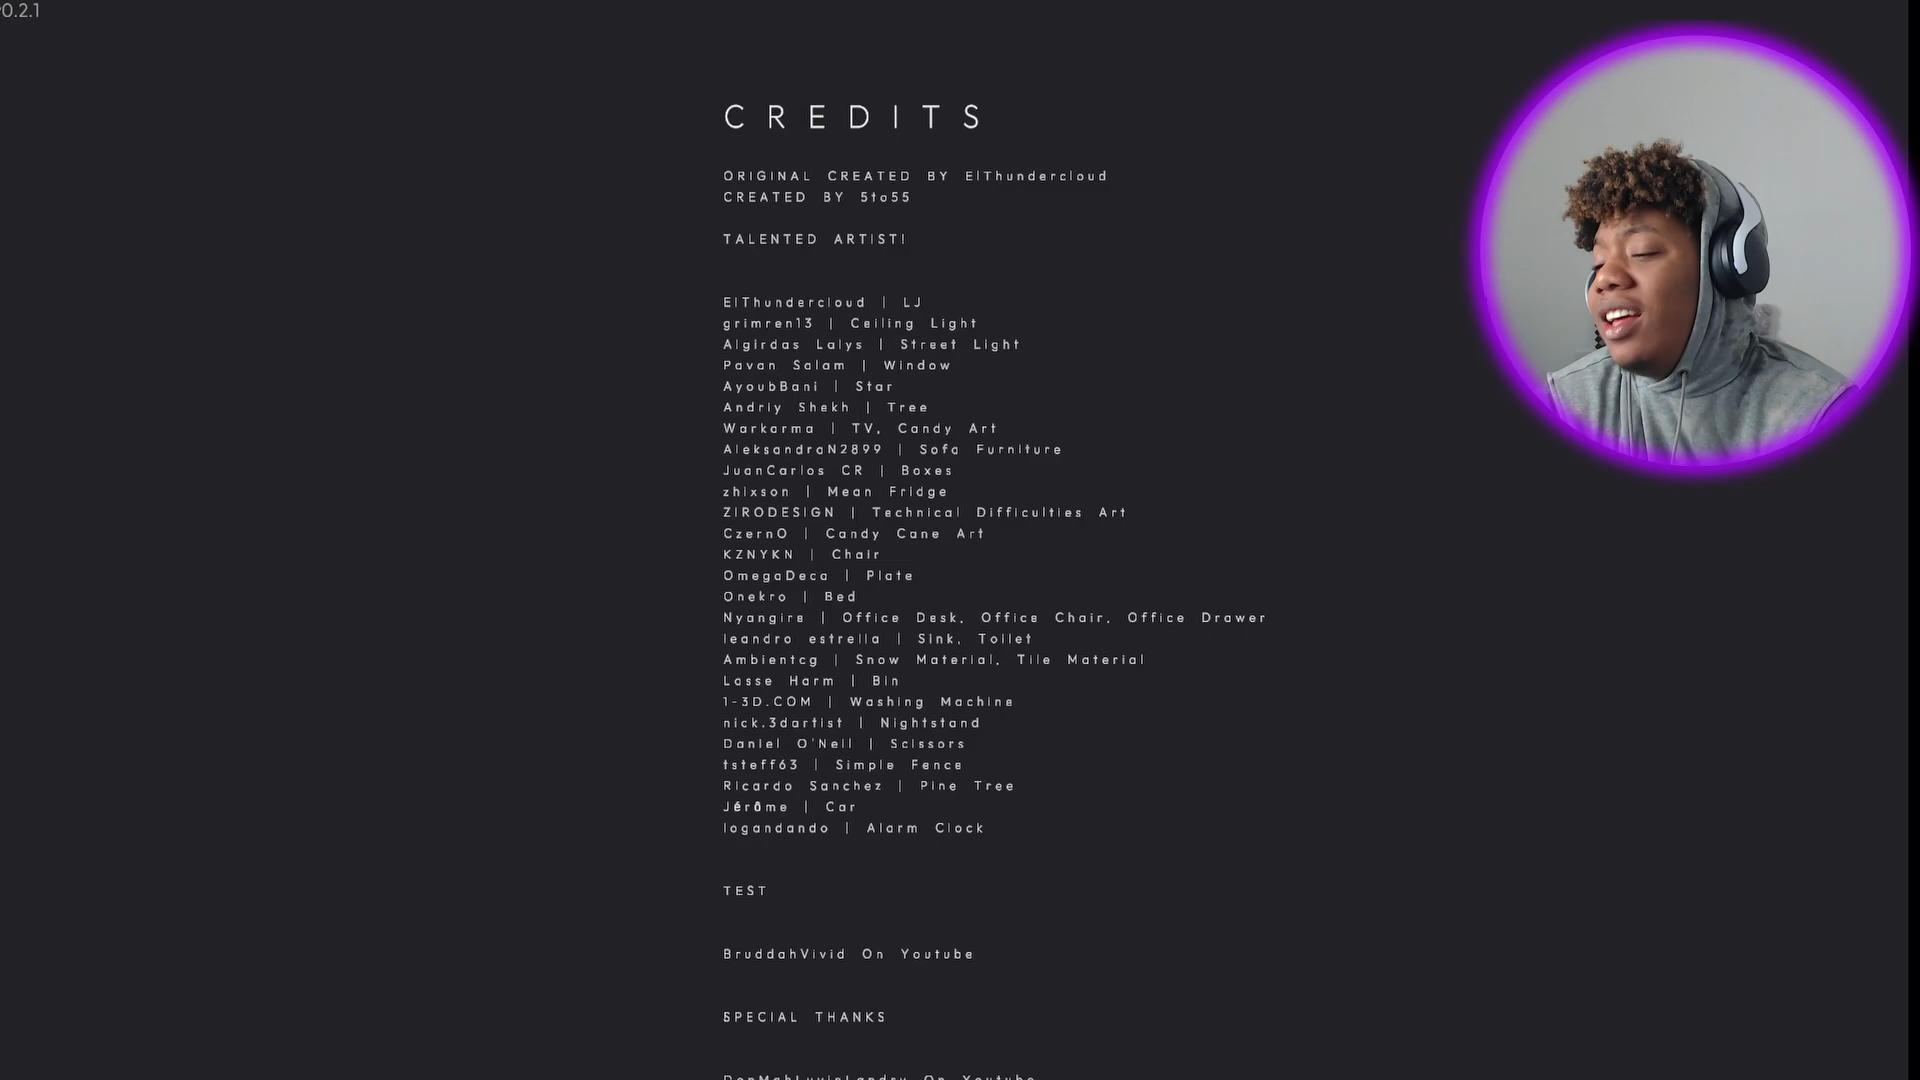 0.2.1
CREDITS
ORIGINAL CREATED BY ElThundercloud
CREATED BY 5to55
TALENTED ARTIST!
ElThundercloud | LJ
grimren13 | Ceiling Light
Algirdas Lalys | Street Light
Pavan Salam | Window
AyoubBani | Star
Andriy Shekh | Tree
Warkarma | TV, Candy Art
AleksandraN2899 | Sofa Furniture
JuanCarlos CR | Boxes
zhixson | Mean Fridge
ZIRODESIGN | Technical Difficulties Art
CzernO | Candy Cane Art
KZNYKN | Chair
OmegaDeca | Plate
Onekro | Bed
Nyangire | Office Desk, Office Chair, Office Drawer
leandro estrella | Sink, Toilet
Ambientcg | Snow Material, Tile Material
Lasse Harm | Bin
1-3D.COM | Washing Machine
nick.3dartist | Nightstand
Daniel O'Neil | Scissors
tsteff63 | Simple Fence
Ricardo Sanchez | Pine Tree
Jérôme | Car
logandando | Alarm Clock
TEST
BruddahVivid On Youtube
SPECIAL THANKS
On Youtube